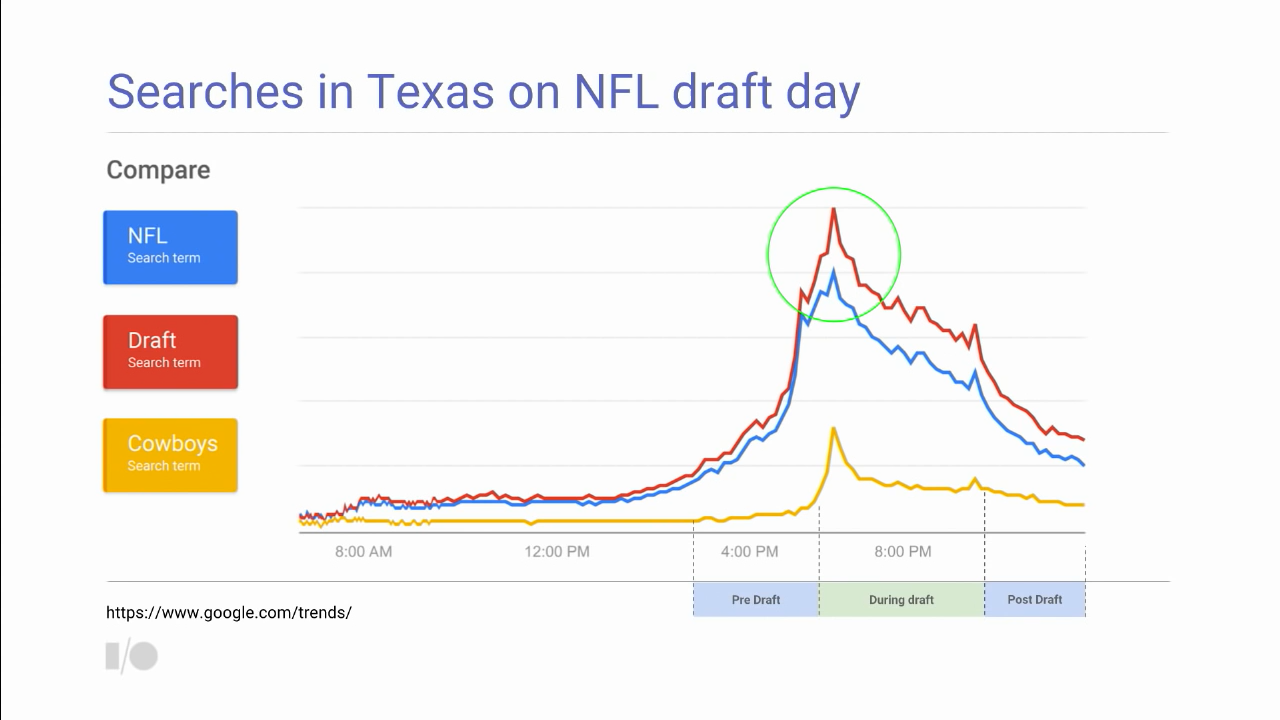 Searches in Texas on NFL draft day
Compare
NFL
Search term
Draft
Search term
Cowboys
Search term
8:00 AM 12:00 PM 4:00 PM 8:00 PM
Pre Draft During draft Post Draft
https://www.google.com/trends/
I/O